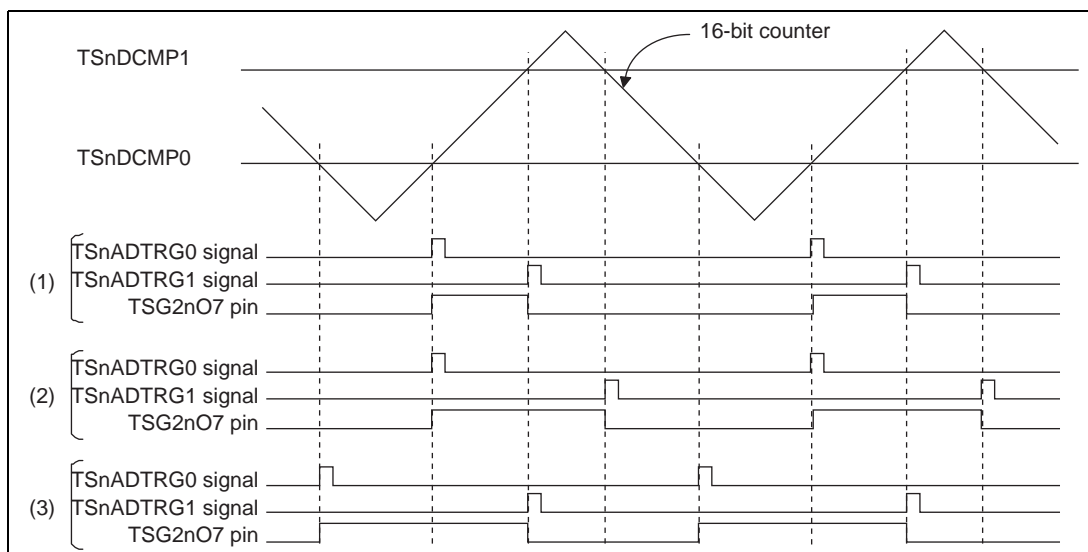 16-bit counter
TSnDCMP1
TSnDCMP0
TSnADTRG0 signal
(1) TSnADTRG1 signal
TSG2nO7 pin
TSnADTRG0 signal
(2) TSnADTRG1 signal
TSG2nO7 pin
TSnADTRG0 signal
(3) TSnADTRG1 signal
TSG2nO7 pin